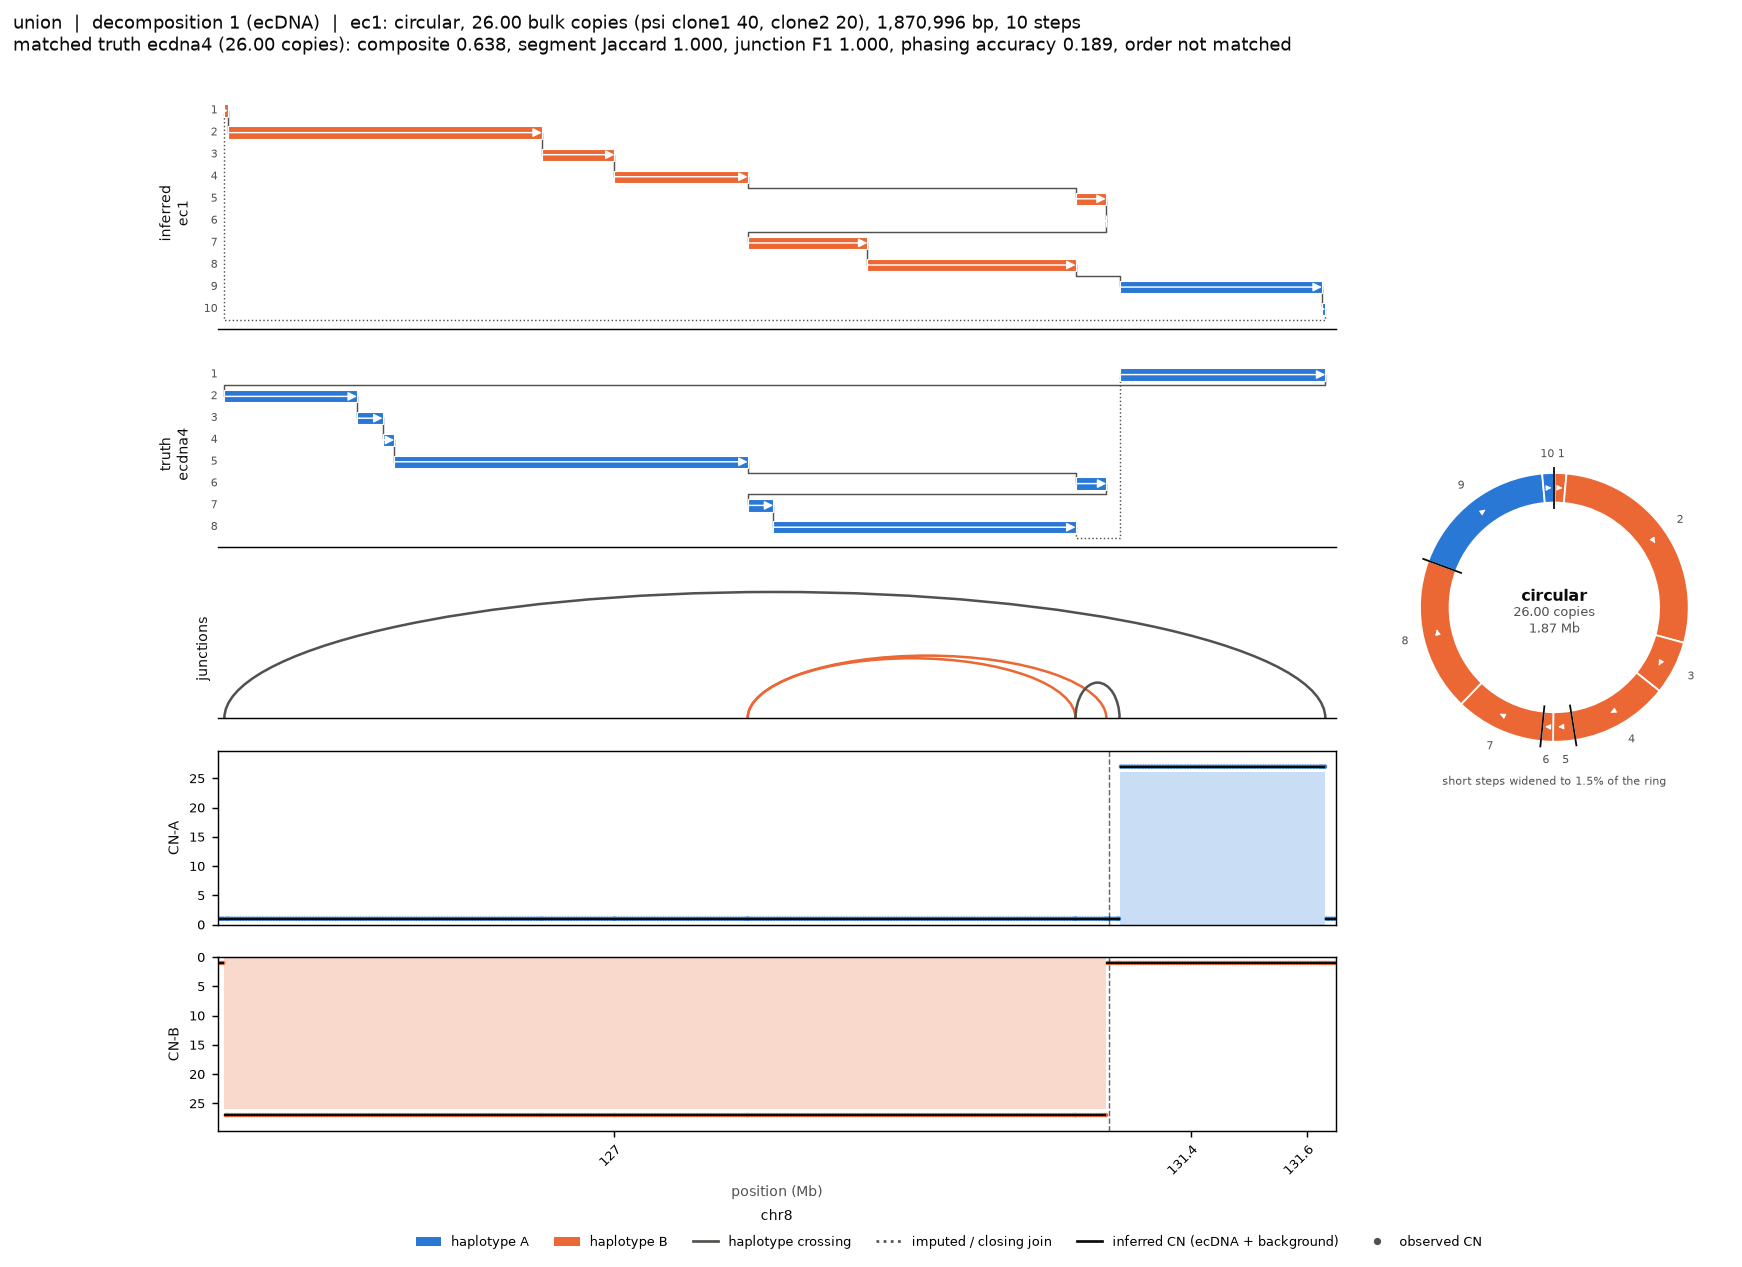 union | decomposition 1 (ecDNA) | ec1: circular, 26.00 bulk copies (psi clone1 40, clone2 20), 1,870,996 bp, 10 steps
matched truth ecdna4 (26.00 copies): composite 0.638, segment Jaccard 1.000, junction F1 1.000, phasing accuracy 0.189, order not matched
inferred
ec1
1
2
3
4
5
6
7
8
9
10
truth
ecdna4
1
2
3
4
5
6
7
8
junctions
CN-A
25
20
15
10
5
0
CN-B
0
5
10
15
20
25
127
131.4
131.6
position (Mb)
chr8
10 1
9
2
8
3
7
6
5
4
circular
26.00 copies
1.87 Mb
short steps widened to 1.5% of the ring
haplotype A
haplotype B
haplotype crossing
imputed / closing join
inferred CN (ecDNA + background)
observed CN